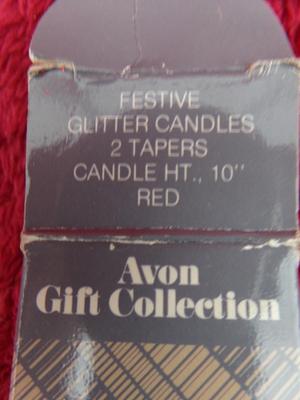 FESTIVE
GLITTER CANDLES
2 TAPERS
CANDLE HT., 10''
RED
Avon
Gift Collection